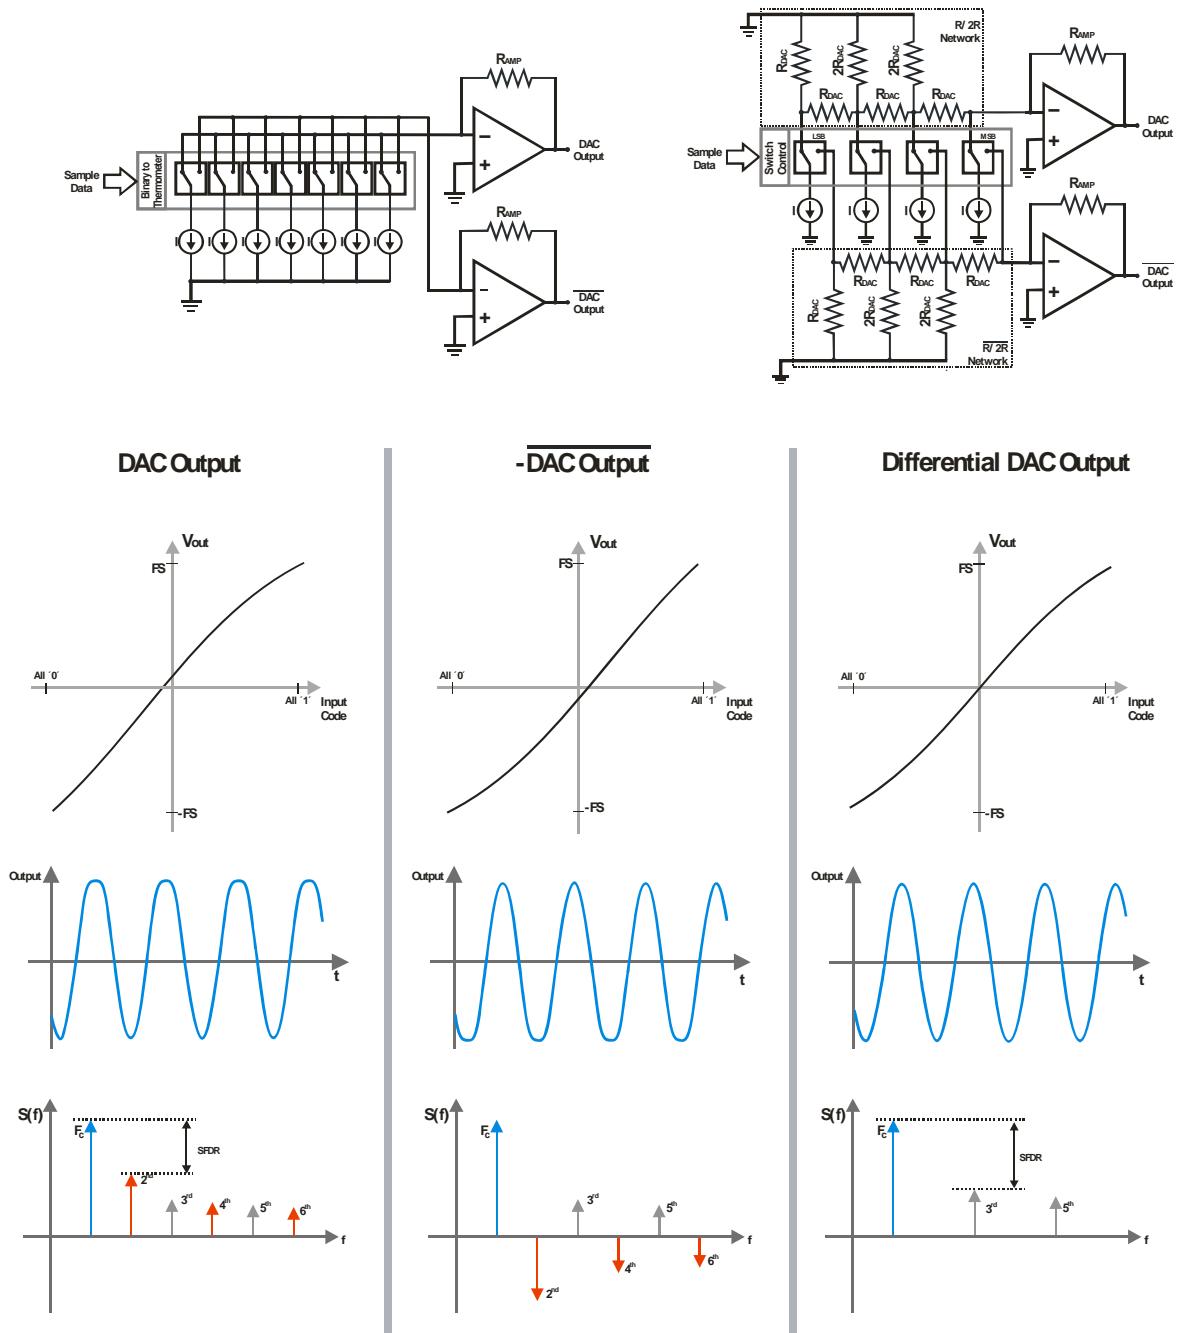 RAMP
DAC
Output
Sample
Data
Binary to
Thermometer
I
I
I
I
I
I
I
RAMP
DAC
Output
R/ 2R
Network
RDAC
2RDAC
2RDAC
RDAC
RDAC
RDAC
RAMP
DAC
Output
LSB
MSB
Sample
Data
Switch
Control
I
I
I
I
RAMP
DAC
Output
RDAC
RDAC
RDAC
RDAC
2RDAC
2RDAC
R/ 2R
Network
DAC Output
-DAC Output
Differential DAC Output
Vout
FS
All ´0´
All ´1´
Input
Code
-FS
Vout
FS
All ´0´
All ´1´
Input
Code
-FS
Vout
FS
All ´0´
All ´1´
Input
Code
-FS
Output
t
Output
t
Output
t
S(f)
Fc
SFDR
2nd
3rd
4th
5th
6th
f
S(f)
Fc
3rd
5th
2nd
4th
6th
f
S(f)
Fc
SFDR
3rd
5th
f